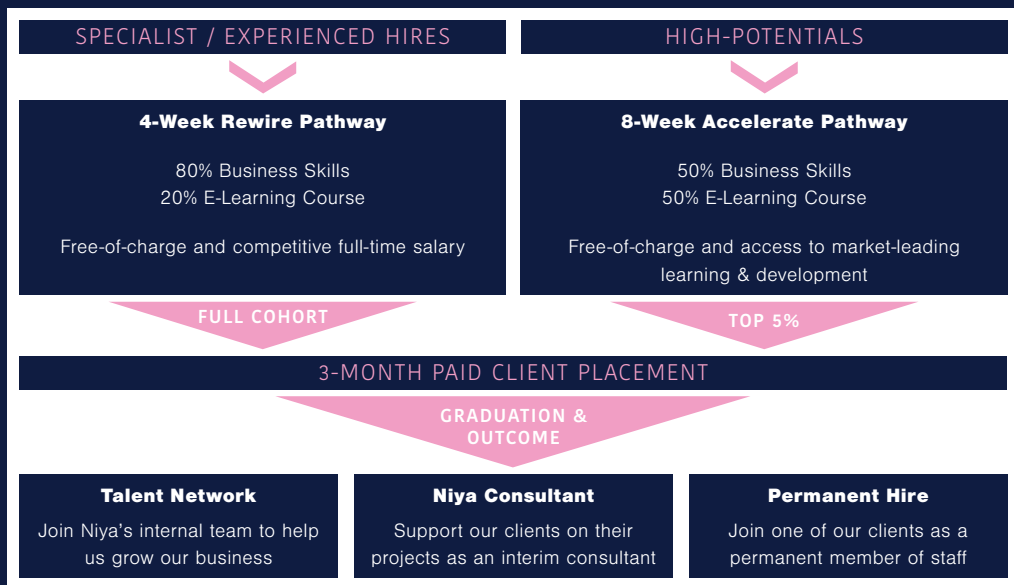 SPECIALIST / EXPERIENCED HIRES
HIGH-POTENTIALS
4-Week Rewire Pathway
80% Business Skills
20% E-Learning Course
Free-of-charge and competitive full-time salary
8-Week Accelerate Pathway
50% Business Skills
50% E-Learning Course
Free-of-charge and access to market-leading
learning & development
FULL COHORT
TOP 5%
3-MONTH PAID CLIENT PLACEMENT
GRADUATION &
OUTCOME
Talent Network
Join Niya's internal team to help
us grow our business
Niya Consultant
Support our clients on their
projects as an interim consultant
Permanent Hire
Join one of our clients as a
permanent member of staff